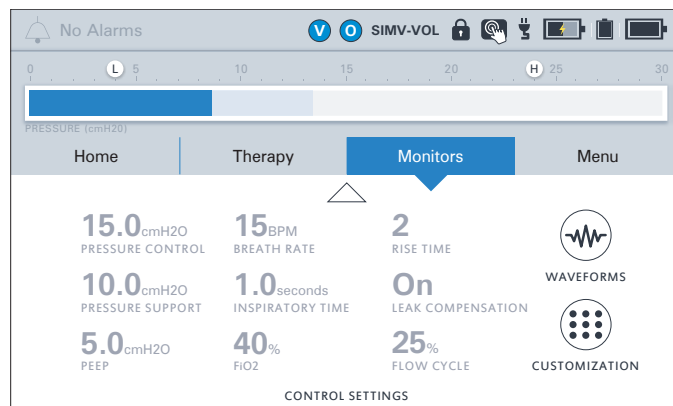 No Alarms V O SIMV-VOL
0 L 5 10 15 20 H 25 30
PRESSURE (cmH20)
Home Therapy Monitors Menu
15.0cmH2O 15BPM 2
PRESSURE CONTROL BREATH RATE RISE TIME
WAVEFORMS
10.0cmH2O 1.0seconds On
PRESSURE SUPPORT INSPIRATORY TIME LEAK COMPENSATION
5.0cmH2O 40% 25%
PEEP FiO2 FLOW CYCLE
CUSTOMIZATION
CONTROL SETTINGS